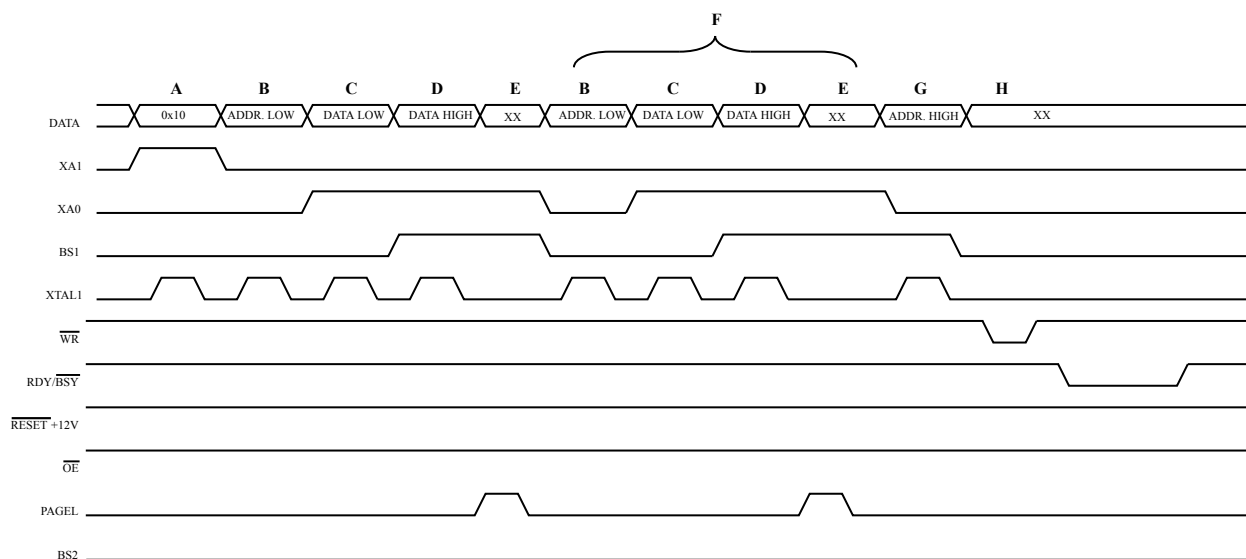 F
A B C D E B C D E G H
DATA 0x10 ADDR. LOW DATA LOW DATA HIGH XX ADDR. LOW DATA LOW DATA HIGH XX ADDR. HIGH XX
XA1
XA0
BS1
XTAL1
WR
RDY/BSY
RESET +12V
OE
PAGEL
BS2